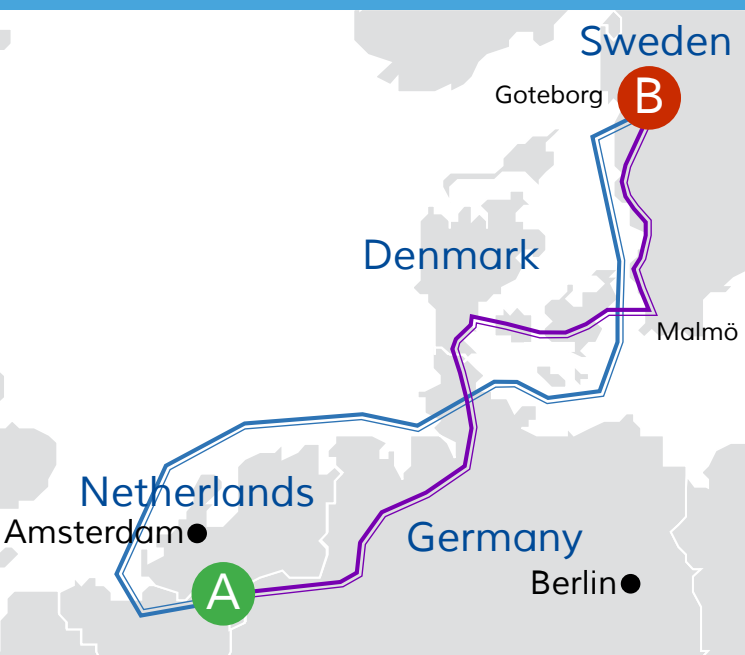 Sweden
Goteborg
B
Denmark
Malmö
Netherlands
Amsterdam
Germany
Berlin
A